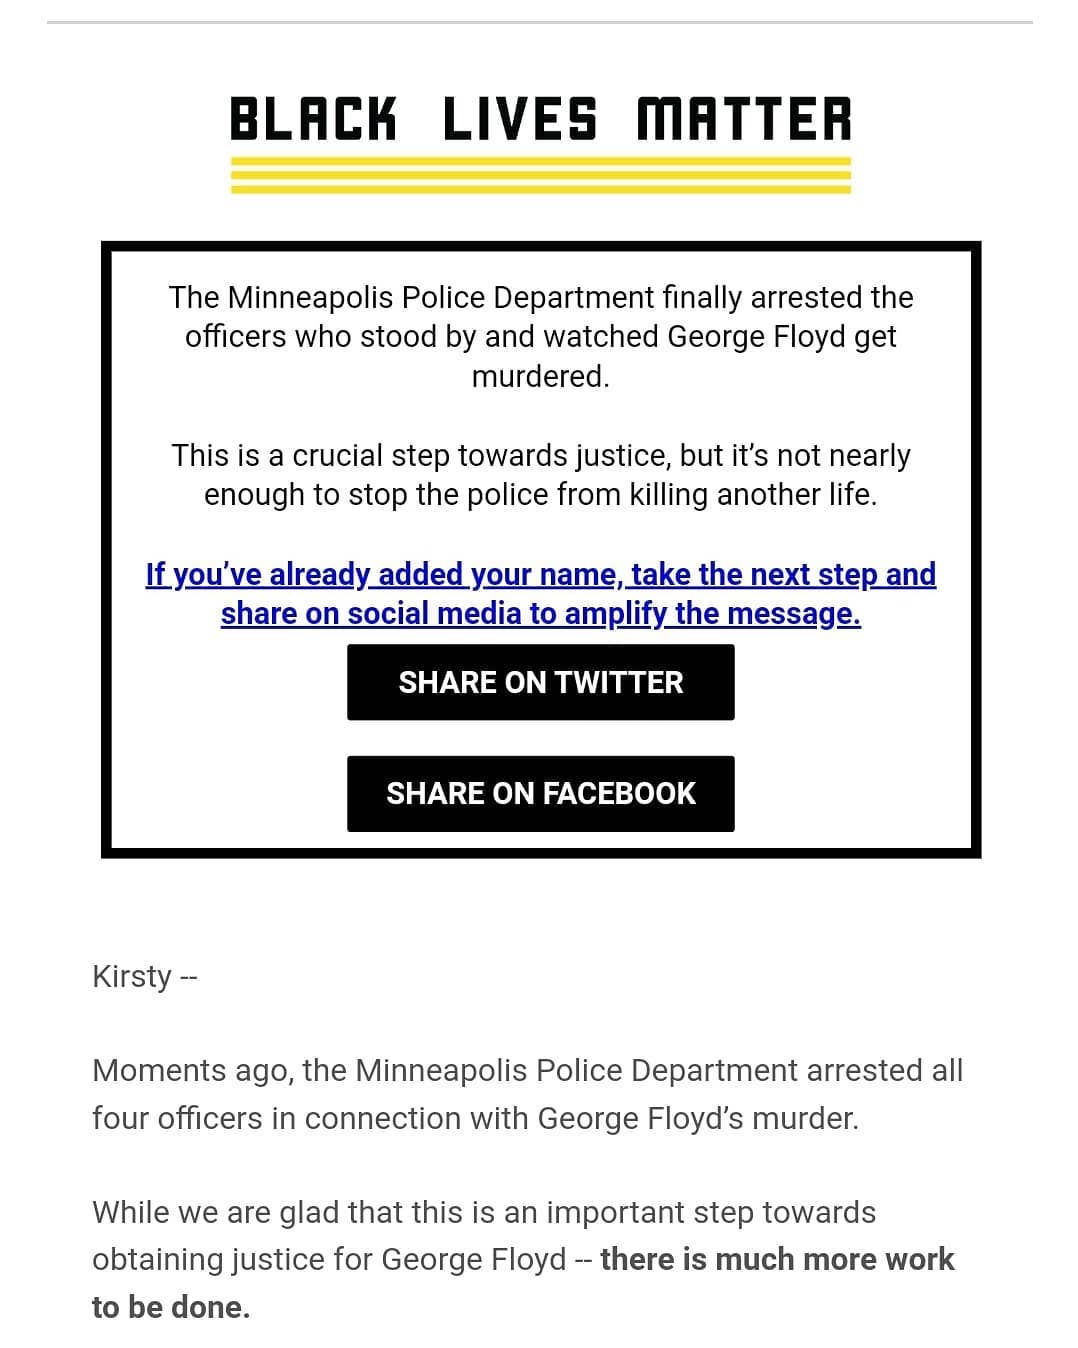 BLACK LIVES MATTER
The Minneapolis Police Department finally arrested the
officers who stood by and watched George Floyd get
murdered.
This is a crucial step towards justice, but it’s not nearly
enough to stop the police from killing another life.
If you’ve already added your name, take the next step and
share on social media to amplify the message.
SHARE ON TWITTER
SHARE ON FACEBOOK
Kirsty --
Moments ago, the Minneapolis Police Department arrested all
four officers in connection with George Floyd’s murder.
While we are glad that this is an important step towards
obtaining justice for George Floyd -- there is much more work
to be done.